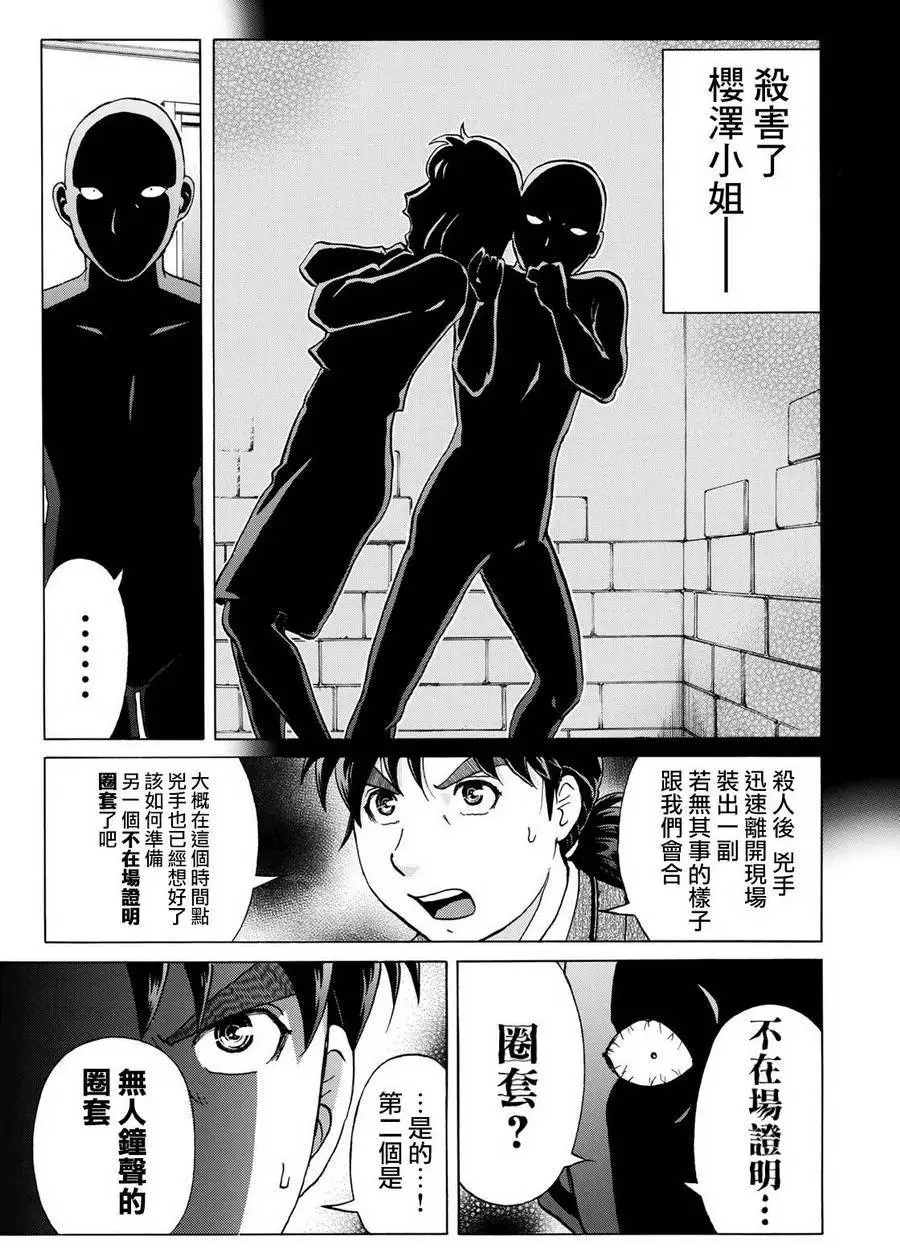 殺害了
櫻澤小姐——
……
殺人後 兇手
迅速離開現場
裝出一副
若無其事的樣子
跟我們會合
大概在這個時間點
兇手也已經想好了
該如何準備
另一個不在場證明
圈套了吧
不在場證明…
圈套？
…是的…！
第二個是
無人鐘聲的
圈套